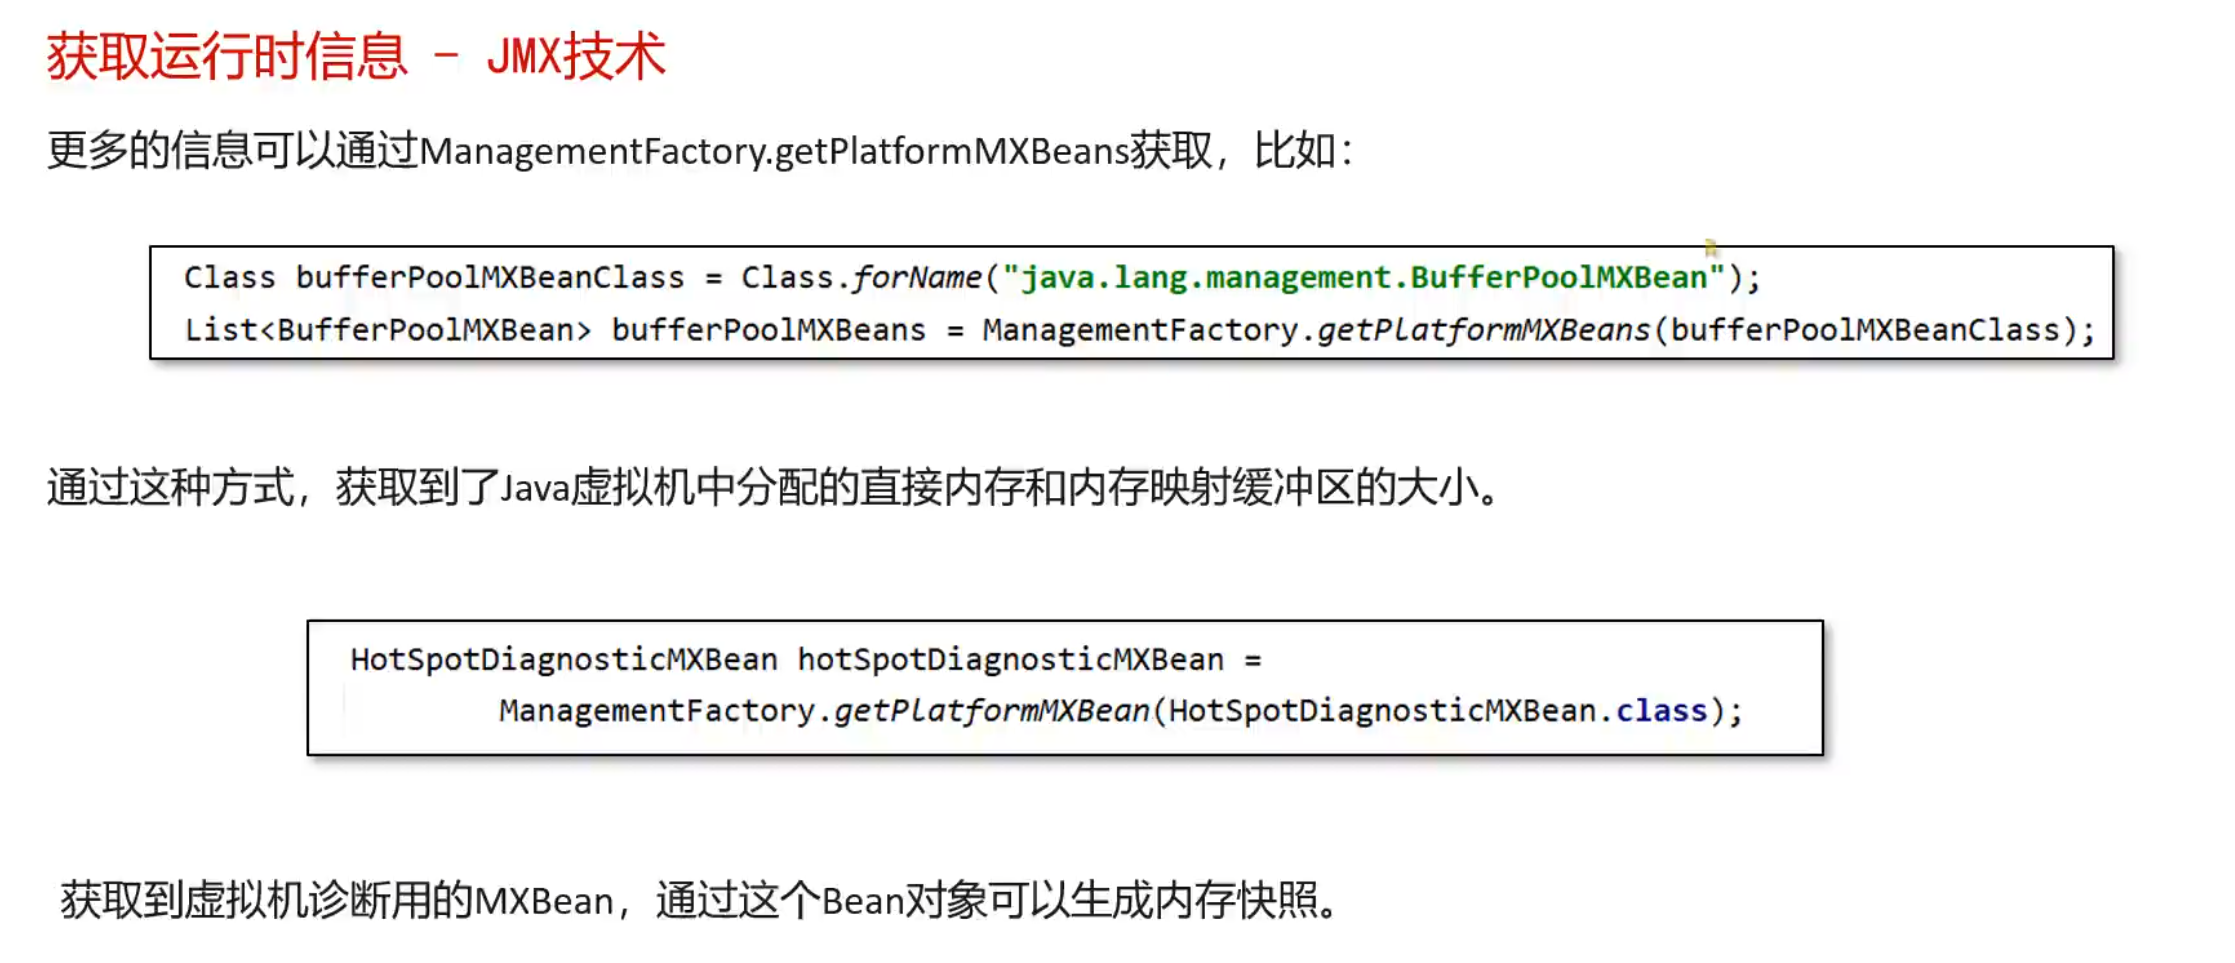 获取运行时信息 - JMX技术
更多的信息可以通过ManagementFactory.getPlatformMXBeans获取，比如：
Class bufferPoolMXBeanClass = Class.forName("java.lang.management.BufferPoolMXBean");
List<BufferPoolMXBean> bufferPoolMXBeans = ManagementFactory.getPlatformMXBeans(bufferPoolMXBeanClass);
通过这种方式，获取到了Java虚拟机中分配的直接内存和内存映射缓冲区的大小。
HotSpotDiagnosticMXBean hotSpotDiagnosticMXBean =
ManagementFactory.getPlatformMXBean(HotSpotDiagnosticMXBean.class);
获取到虚拟机诊断用的MXBean，通过这个Bean对象可以生成内存快照。